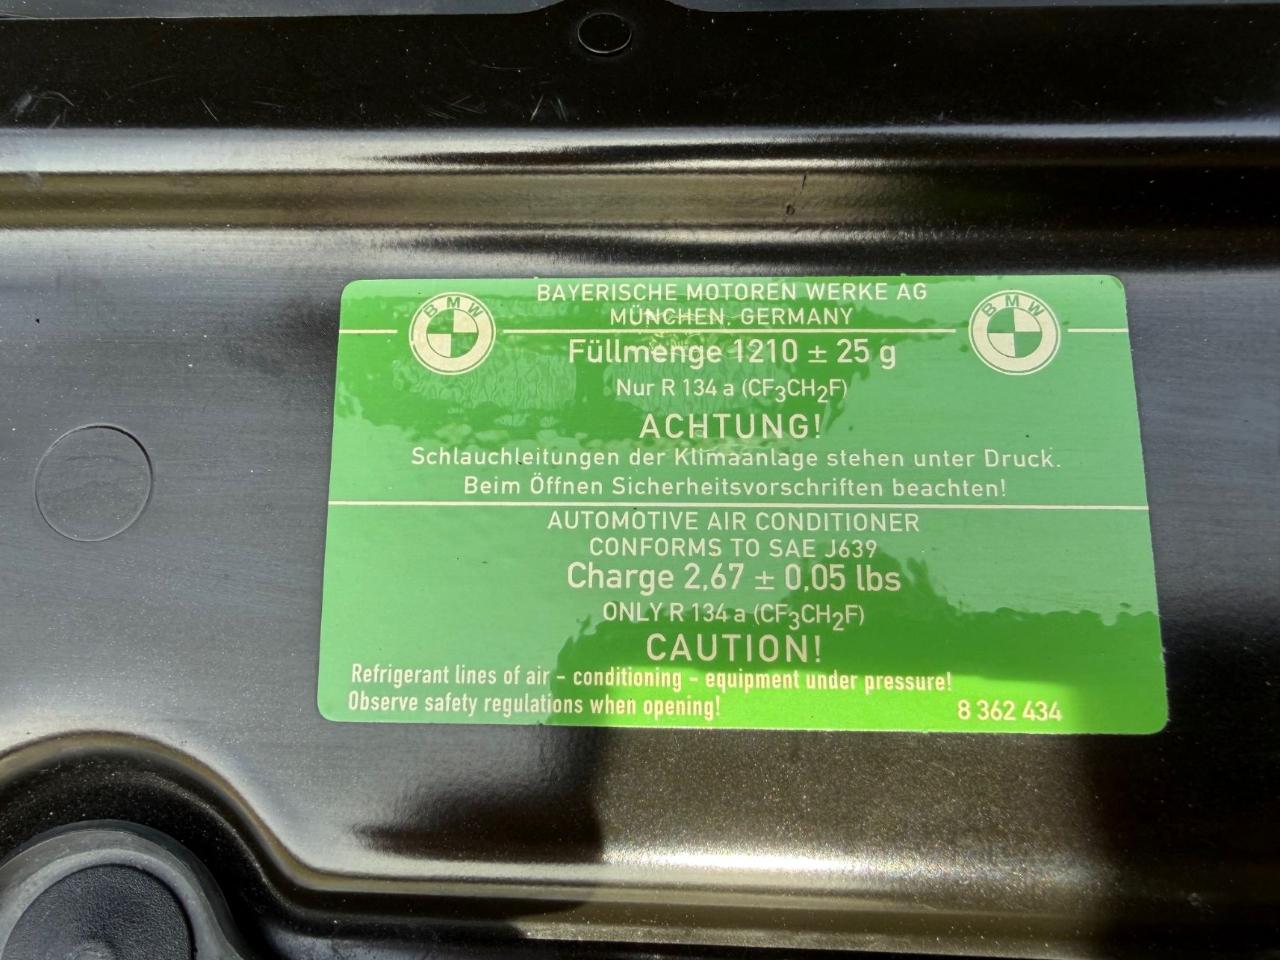 BMW
BMW
BAYERISCHE MOTOREN WERKE AG
MÜNCHEN, GERMANY
Füllmenge 1210 ± 25 g
Nur R 134 a (CF₃CH₂F)
ACHTUNG!
Schlauchleitungen der Klimaanlage stehen unter Druck.
Beim Öffnen Sicherheitsvorschriften beachten!
AUTOMOTIVE AIR CONDITIONER
CONFORMS TO SAE J639
Charge 2,67 ± 0,05 lbs
ONLY R 134 a (CF₃CH₂F)
CAUTION!
Refrigerant lines of air - conditioning - equipment under pressure!
Observe safety regulations when opening!
8 362 434